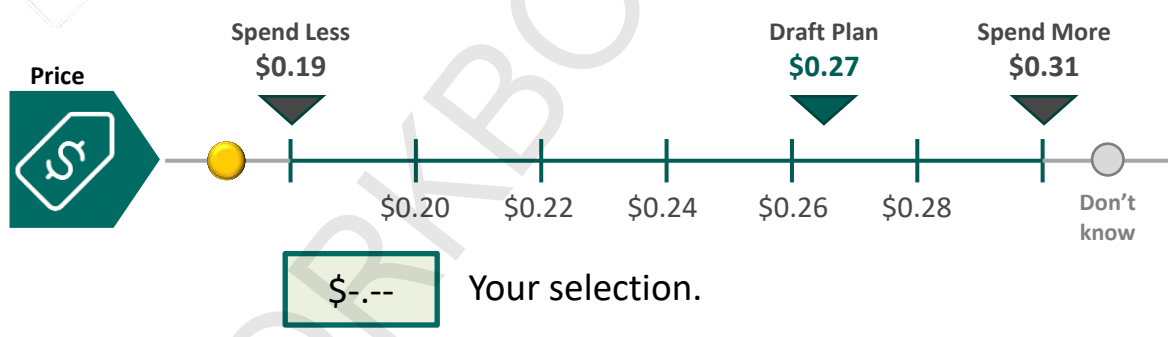 Spend Less
$0.19
Draft Plan
$0.27
Spend More
$0.31
Price
$
$0.20
$0.22
$0.24
$0.26
$0.28
Don't
know
$-.--
Your selection.
RKBO